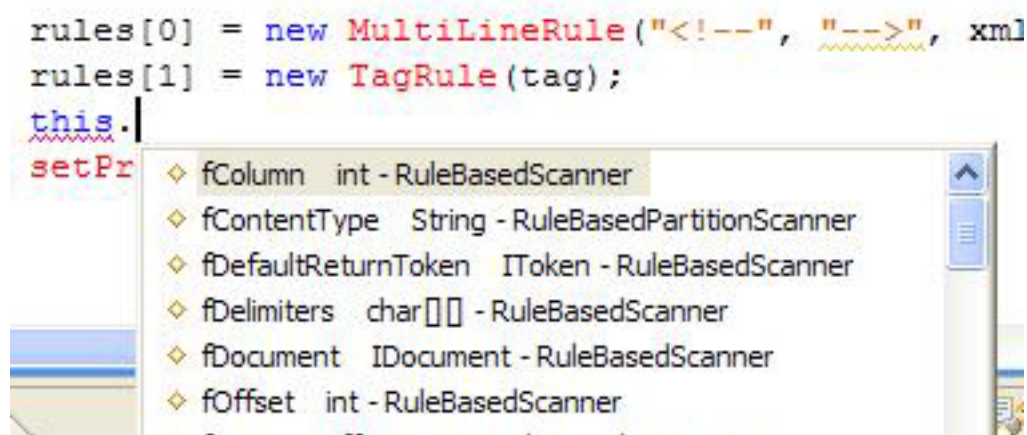 rules[0] = new MultiLineRule("<!--", "-->", xml
rules[1] = new TagRule(tag);
this.
setPr
fColumn int - RuleBasedScanner
fContentType String - RuleBasedPartitionScanner
fDefaultReturnToken IToken - RuleBasedScanner
fDelimiters char[][] - RuleBasedScanner
fDocument IDocument - RuleBasedScanner
fOffset int - RuleBasedScanner